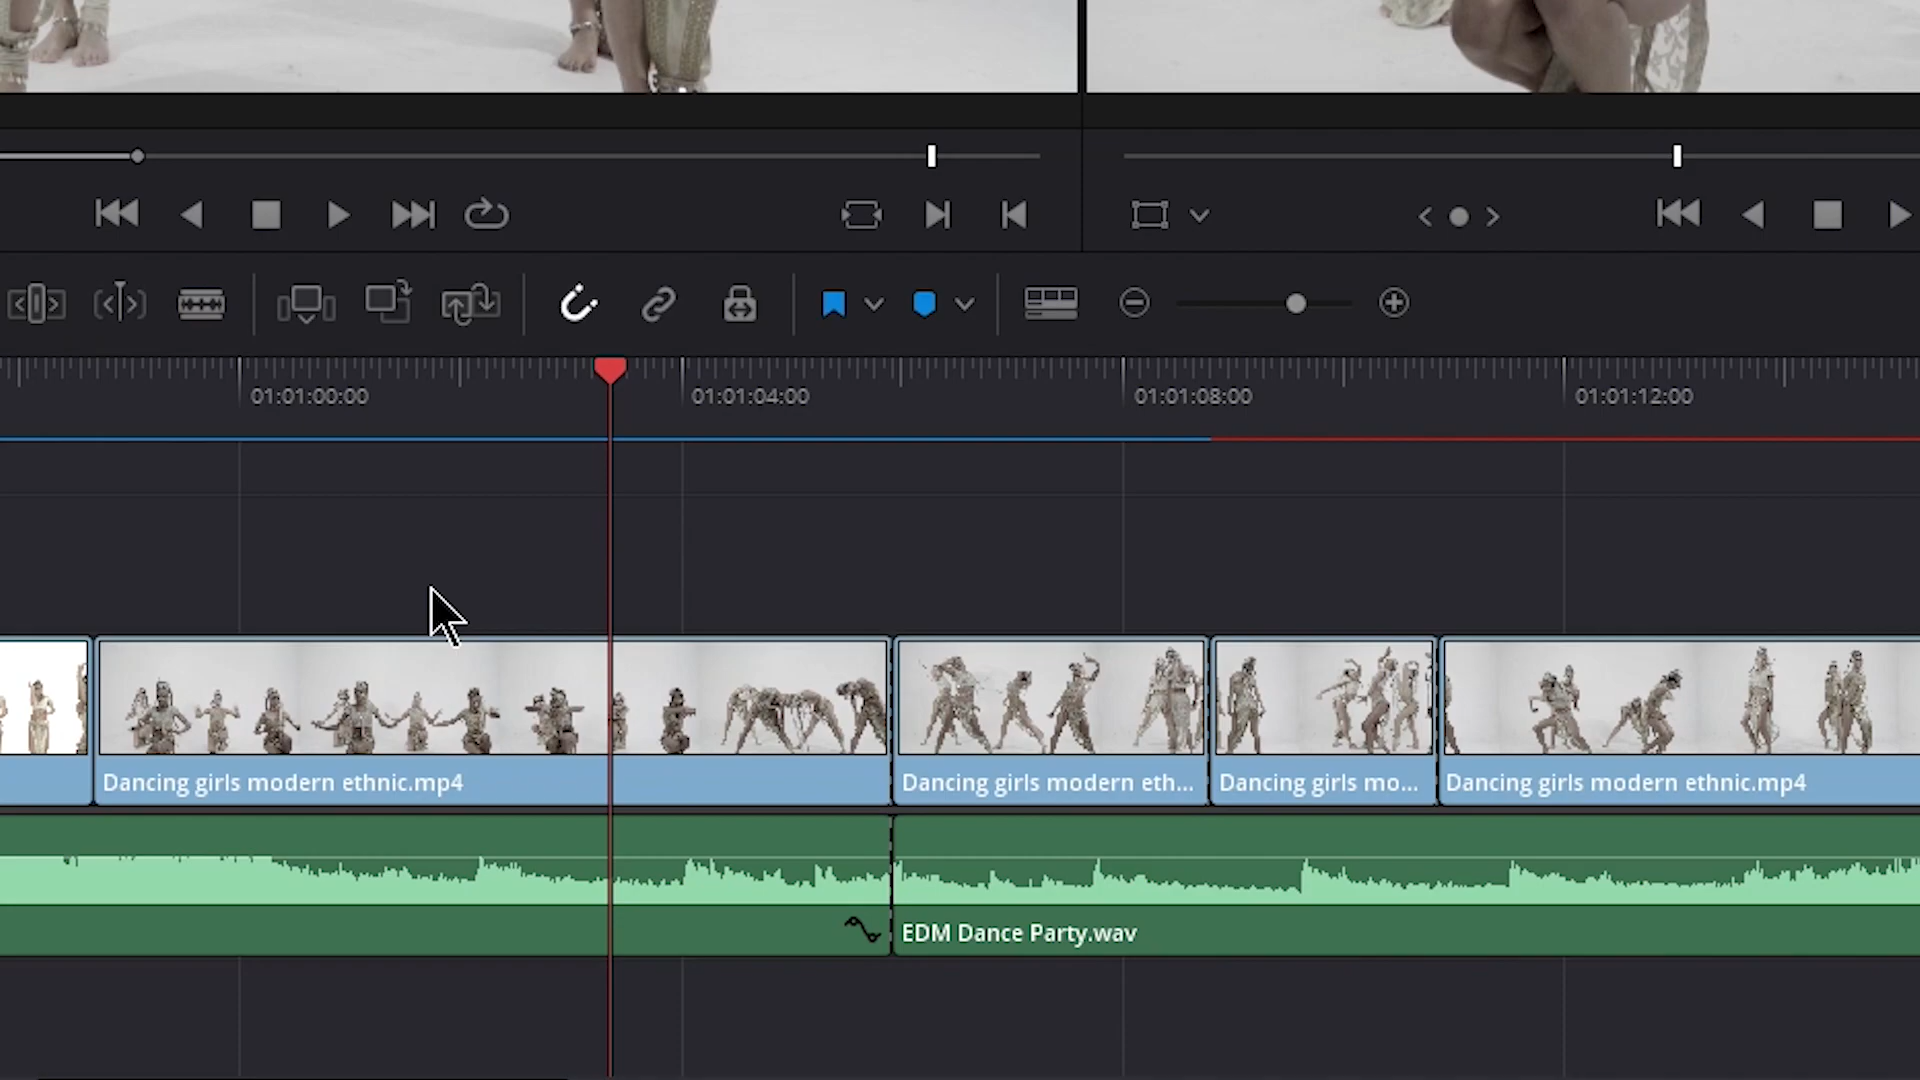 01:01:00:00 01:01:04:00 01:01:08:00 01:01:12:00
Dancing girls modern ethnic.mp4 Dancing girls modern eth... Dancing girls mo... Dancing girls modern ethnic.mp4
EDM Dance Party.wav